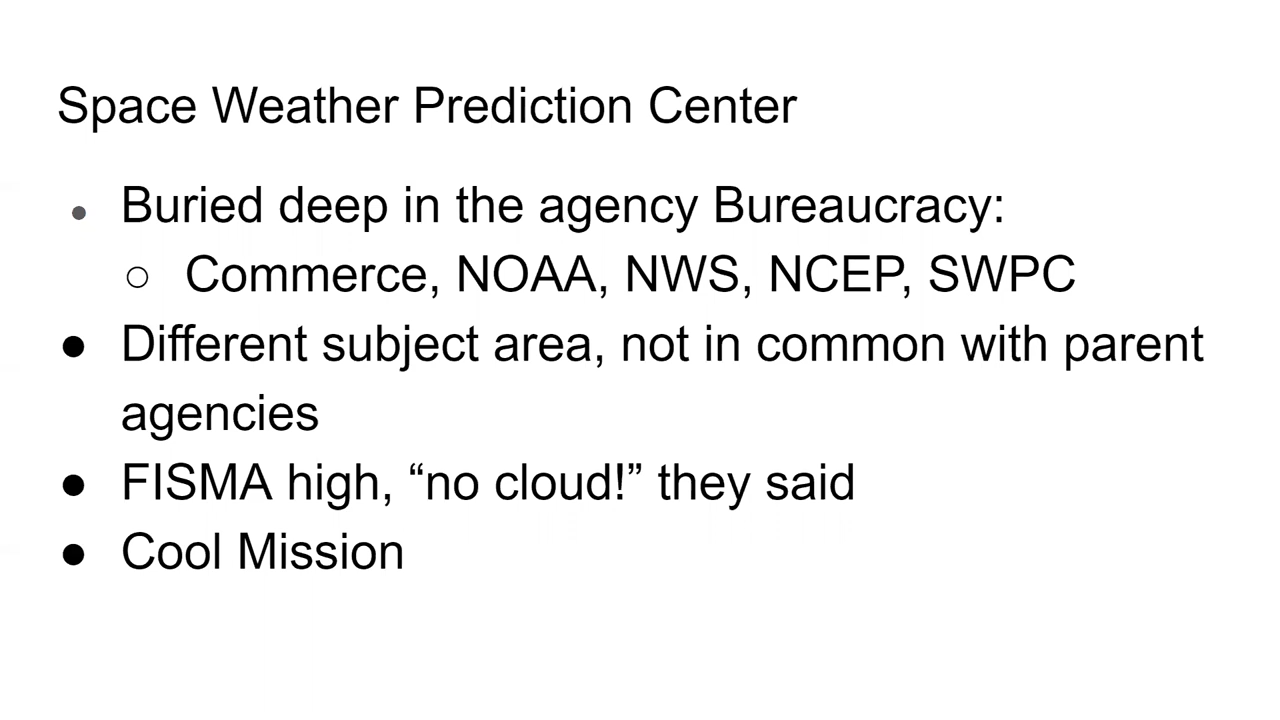 Space Weather Prediction Center
● Buried deep in the agency Bureaucracy:
○ Commerce, NOAA, NWS, NCEP, SWPC
● Different subject area, not in common with parent
agencies
● FISMA high, “no cloud!” they said
● Cool Mission